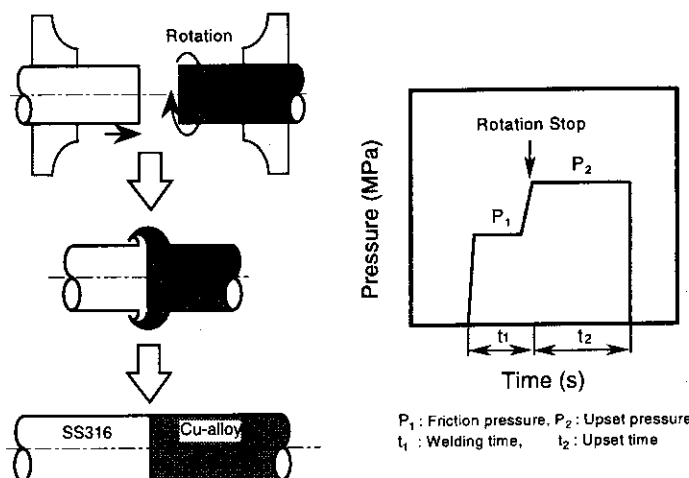 Rotation
SS316
Cu-alloy
Pressure (MPa)
Rotation Stop
P₂
P₁
t₁
t₂
Time (s)
P₁ : Friction pressure, P₂ : Upset pressure
t₁ : Welding time, t₂ : Upset time